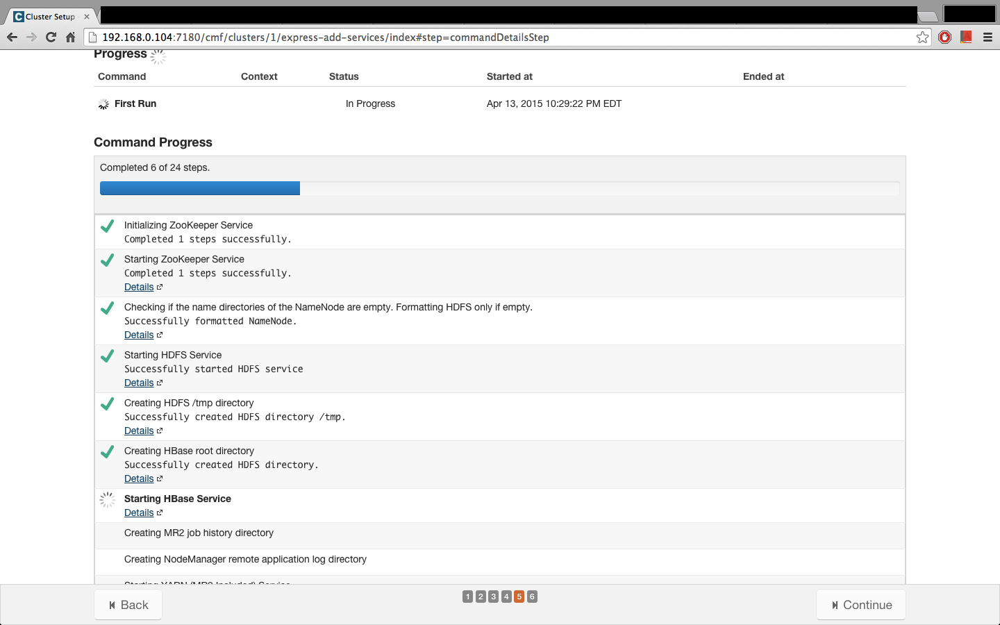 Cluster Setup
192.168.0.104:7180/cmf/clusters/1/express-add-services/index#step=commandDetailsStep
Progress
Command Context Status Started at Ended at
First Run In Progress Apr 13, 2015 10:29:22 PM EDT
Command Progress
Completed 6 of 24 steps.
Initializing ZooKeeper Service
Completed 1 steps successfully.
Starting ZooKeeper Service
Completed 1 steps successfully.
Details
Checking if the name directories of the NameNode are empty. Formatting HDFS only if empty.
Successfully formatted NameNode.
Details
Starting HDFS Service
Successfully started HDFS service
Details
Creating HDFS /tmp directory
Successfully created HDFS directory /tmp.
Details
Creating HBase root directory
Successfully created HDFS directory.
Details
Starting HBase Service
Details
Creating MR2 job history directory
Creating NodeManager remote application log directory
Starting YARN (MR2 Included) Service
Back 1 2 3 4 5 6 Continue